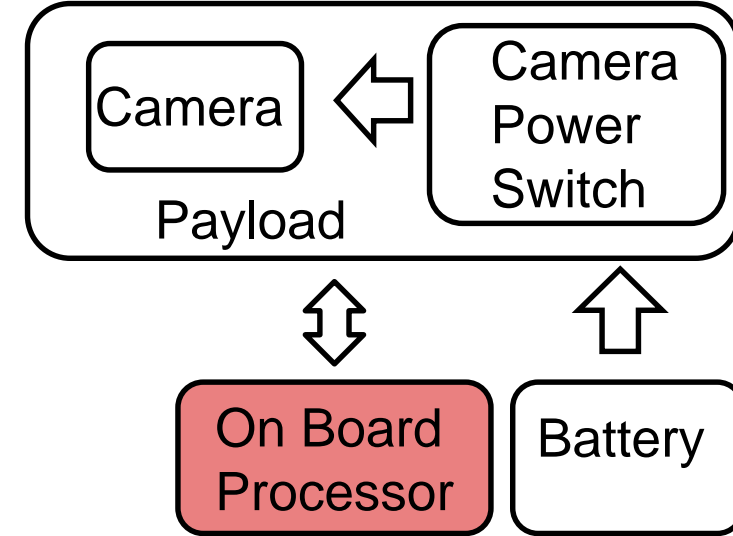 Camera
Camera
Power
Switch
Payload
On Board
Processor
Battery